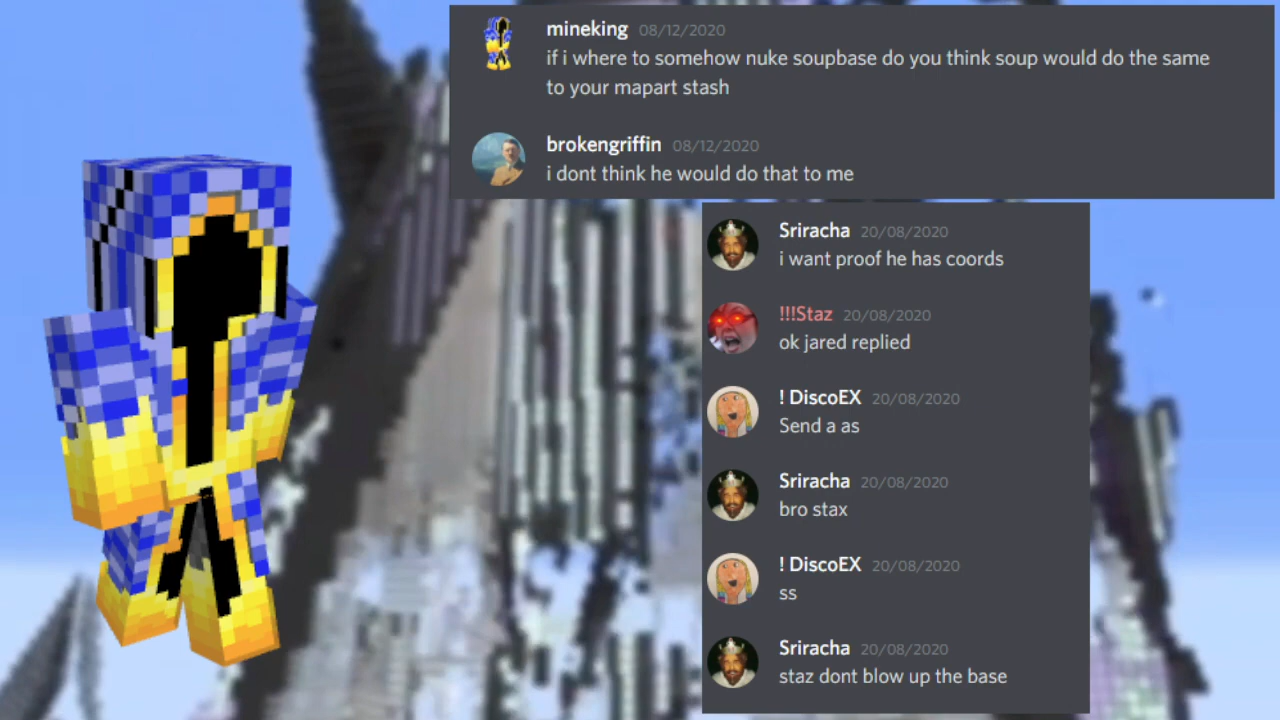 mineking 08/12/2020
if i where to somehow nuke soupbase do you think soup would do the same
to your mapart stash
brokengriffin 08/12/2020
i dont think he would do that to me
Sriracha 20/08/2020
i want proof he has coords
!!!Staz 20/08/2020
ok jared replied
! DiscoEX 20/08/2020
Send a as
Sriracha 20/08/2020
bro stax
! DiscoEX 20/08/2020
ss
Sriracha 20/08/2020
staz dont blow up the base